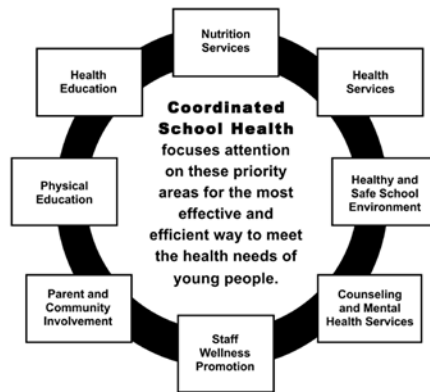 Nutrition
Services
Health
Education
Health
Services
Coordinated
School Health
focuses attention
on these priority
areas for the most
effective and
efficient way to meet
the health needs of
young people.
Physical
Education
Healthy and
Safe School
Environment
Parent and
Community
Involvement
Counseling
and Mental
Health Services
Staff
Wellness
Promotion